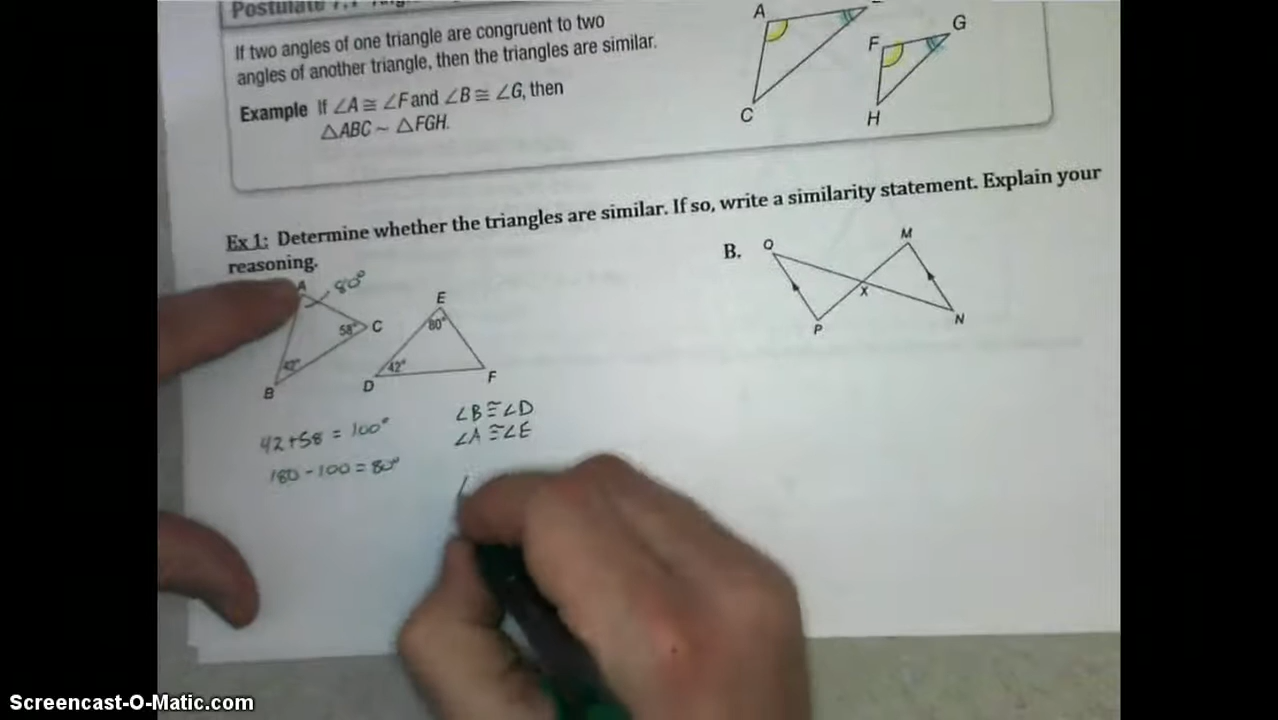 Postulate 7.1
If two angles of one triangle are congruent to two
angles of another triangle, then the triangles are similar.
Example If ∠A ≅ ∠F and ∠B ≅ ∠G, then
△ABC ~ △FGH.
A
C
F
G
H
Ex 1: Determine whether the triangles are similar. If so, write a similarity statement. Explain your
reasoning.
A
80°
58°
C
42°
B
E
80°
42°
D
F
B.
Q
M
X
P
N
42+58 = 100°
180-100 = 80°
∠B ≅ ∠D
∠A ≅ ∠E
Screencast-O-Matic.com